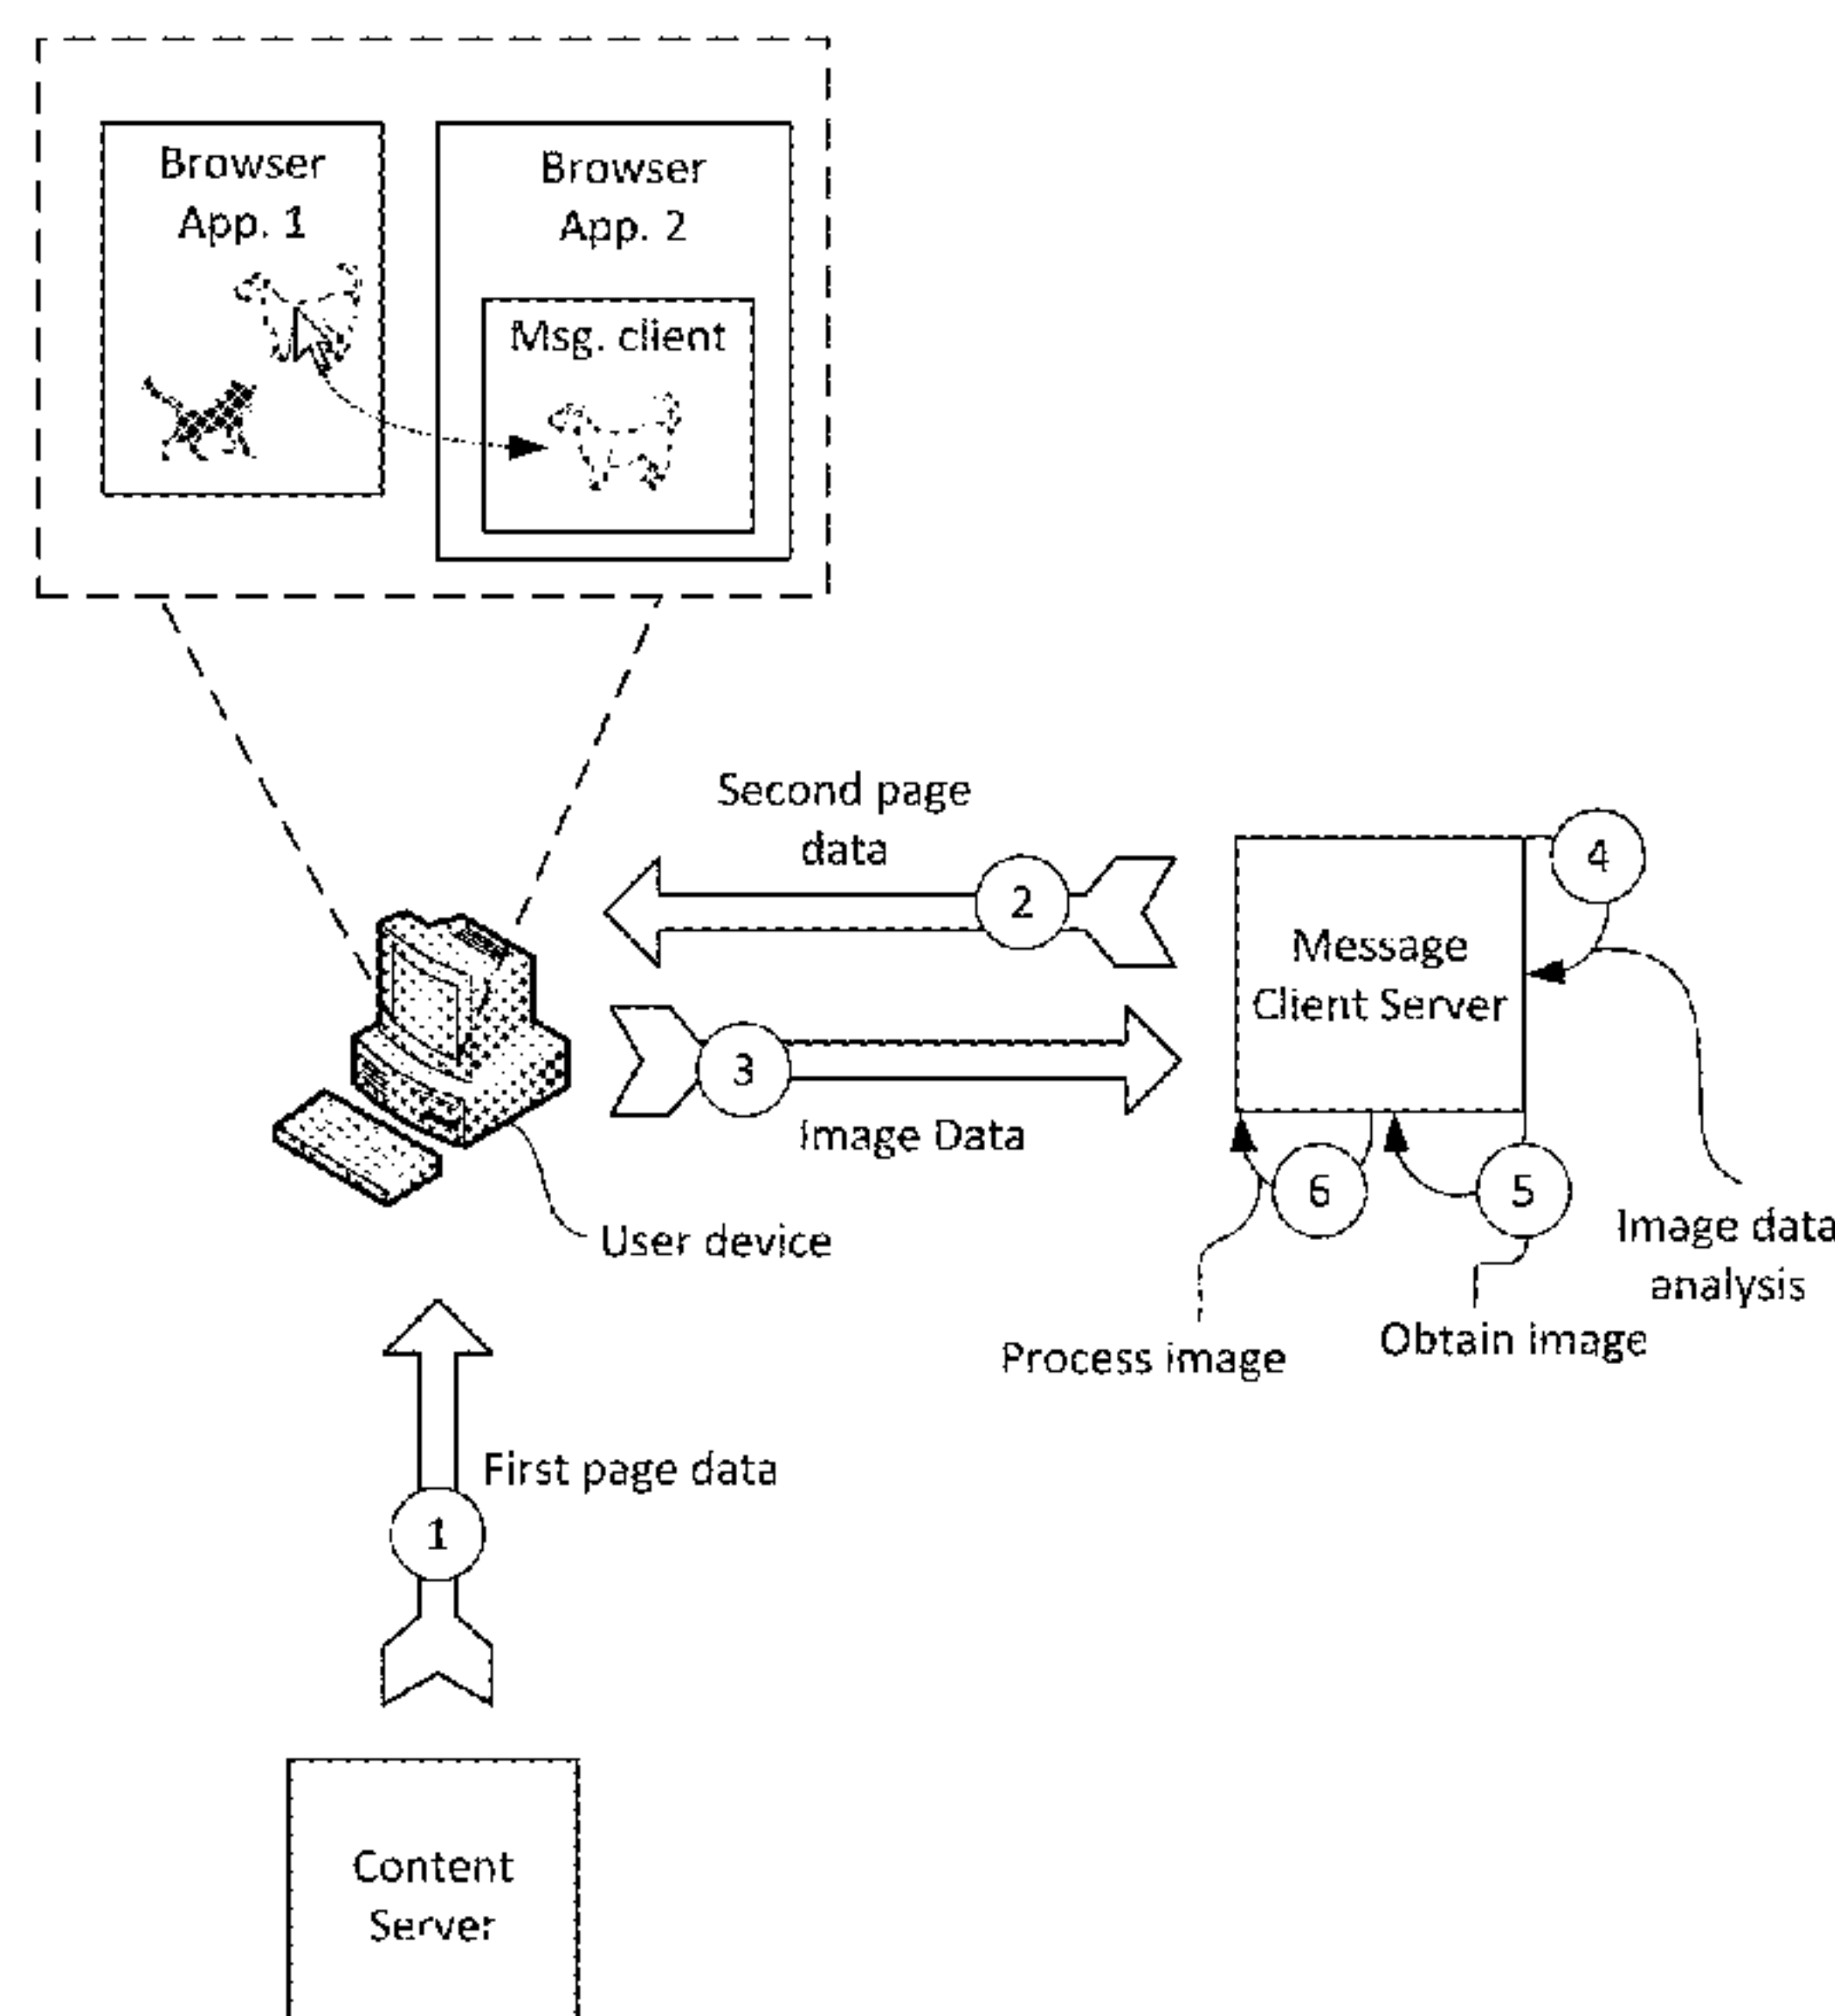 Browser
App. 1
Browser
App. 2
Msg. client
Second page
data
2
4
Message
Client Server
3
Image Data
6
5
User device
Image data
analysis
Obtain image
Process image
First page data
1
Content
Server